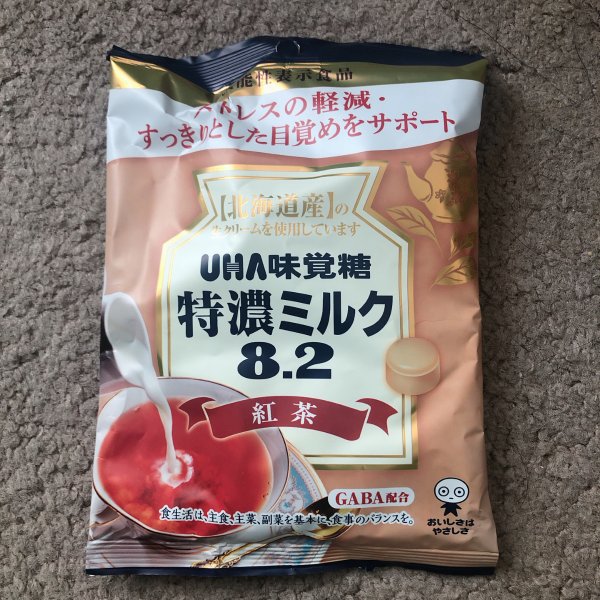 機能性表示食品
ストレスの軽減・
すっきりとした目覚めをサポート
【北海道産】の
生クリームを使用しています
UHA味覚糖
特濃ミルク
8.2
紅茶
GABA配合
おいしさは
やさしさ
食生活は、主食、主菜、副菜を基本に、食事のバランスを。